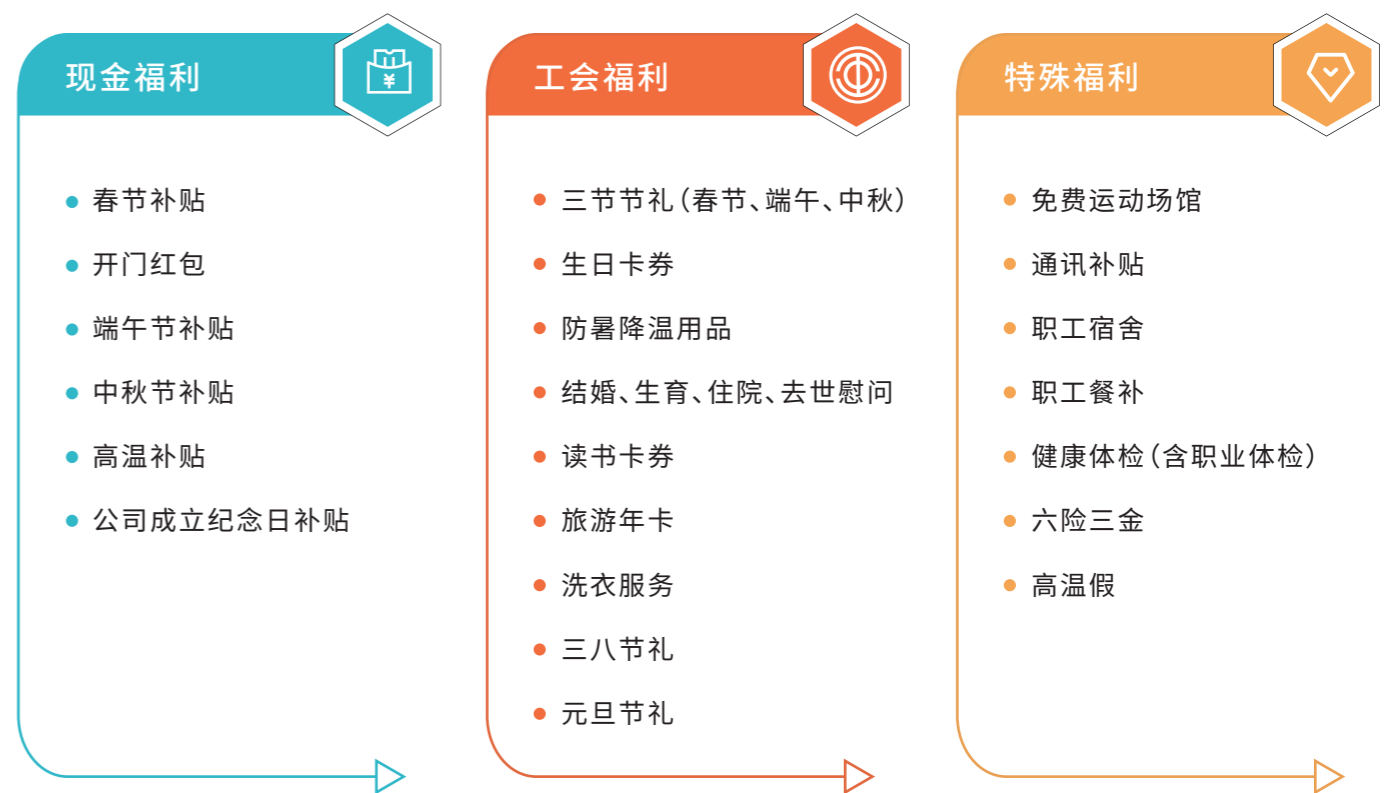 现金福利
春节补贴
开门红包
端午节补贴
中秋节补贴
高温补贴
公司成立纪念日补贴
工会福利
三节节礼（春节、端午、中秋）
生日卡券
防暑降温用品
结婚、生育、住院、去世慰问
读书卡券
旅游年卡
洗衣服务
三八节礼
元旦节礼
特殊福利
免费运动场馆
通讯补贴
职工宿舍
职工餐补
健康体检（含职业体检）
六险三金
高温假